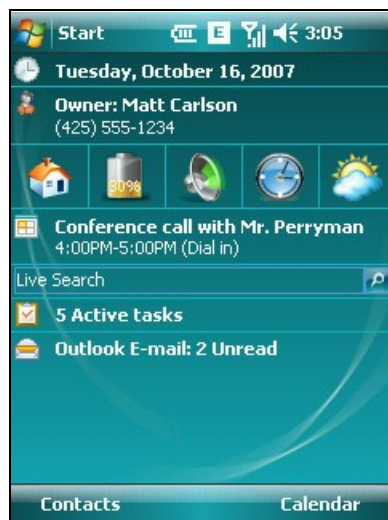 Start E 3:05
Tuesday, October 16, 2007
Owner: Matt Carlson
(425) 555-1234
80%
Conference call with Mr. Perryman
4:00PM-5:00PM (Dial in)
Live Search
5 Active tasks
Outlook E-mail: 2 Unread
Contacts Calendar